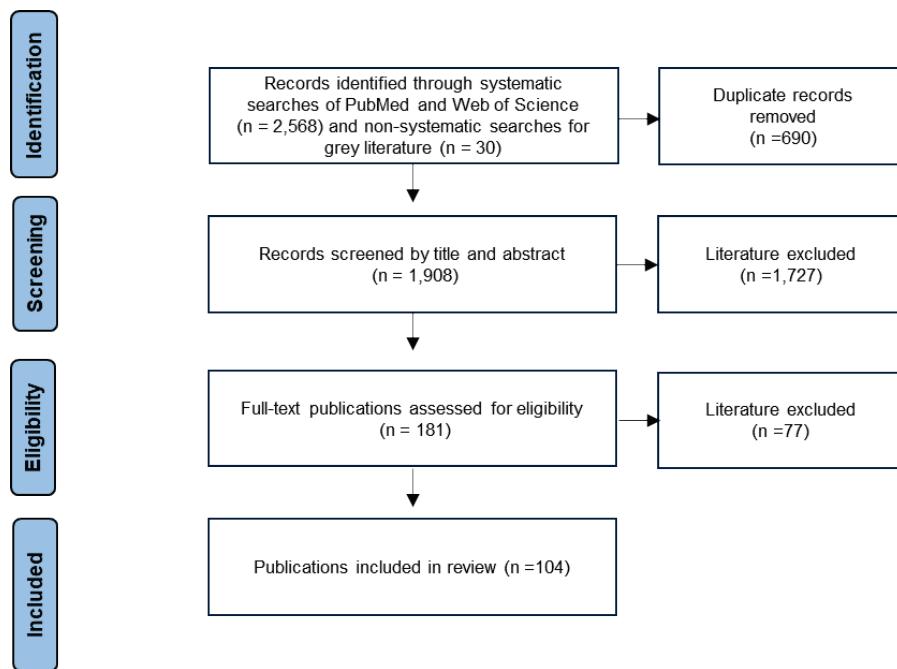 Identification
Records identified through systematic
searches of PubMed and Web of Science
(n = 2,568) and non-systematic searches for
grey literature (n = 30)
Duplicate records
removed
(n =690)
Screening
Records screened by title and abstract
(n = 1,908)
Literature excluded
(n =1,727)
Eligibility
Full-text publications assessed for eligibility
(n = 181)
Literature excluded
(n =77)
Included
Publications included in review (n =104)